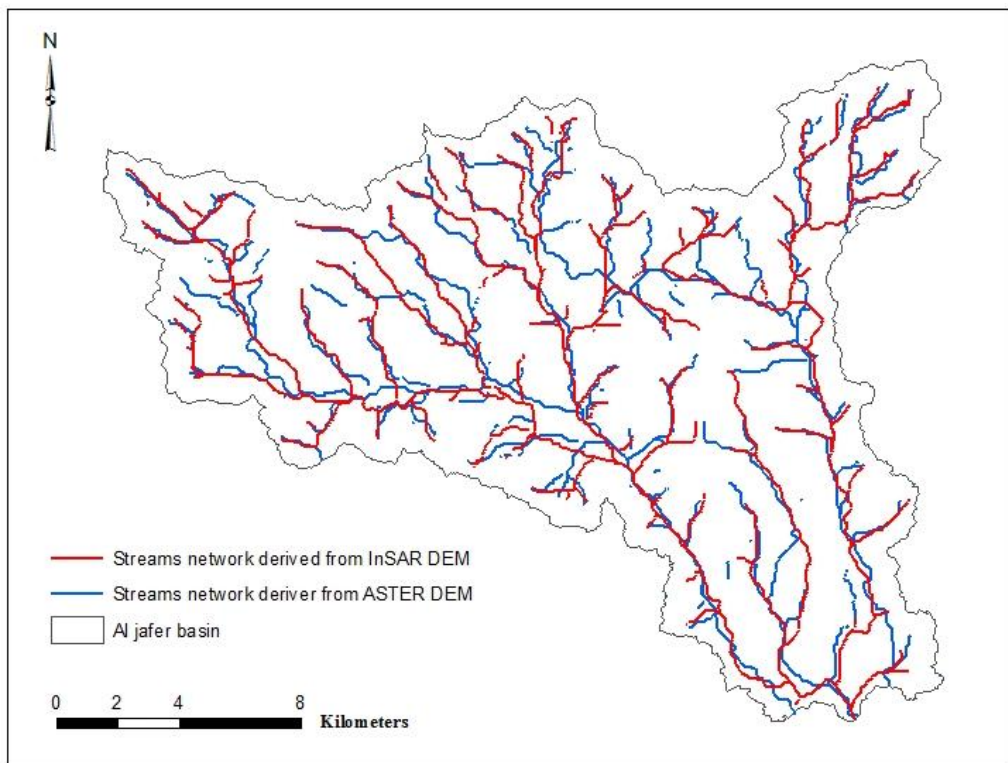 N
Streams network derived from InSAR DEM
Streams network deriver from ASTER DEM
Al jafer basin
0 2 4 8
Kilometers